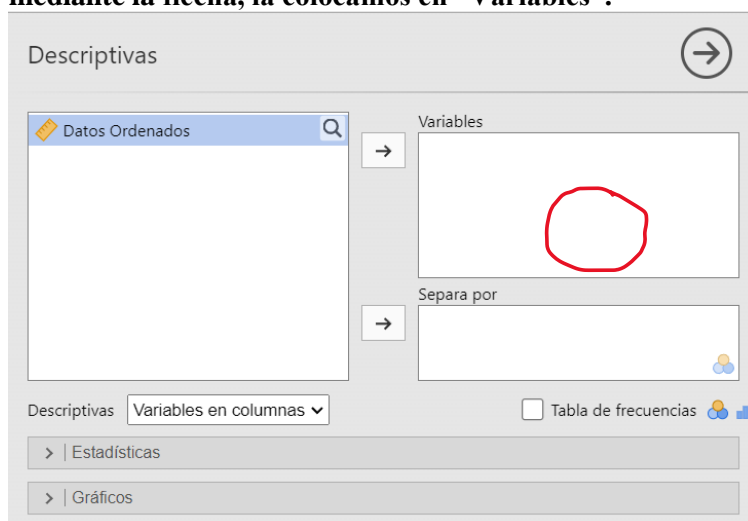 mediante la flecha, la colocamos en "Variables".
Descriptivas
Datos Ordenados
Variables
Separa por
Descriptivas Variables en columnas
Tabla de frecuencias
Estadísticas
Gráficos